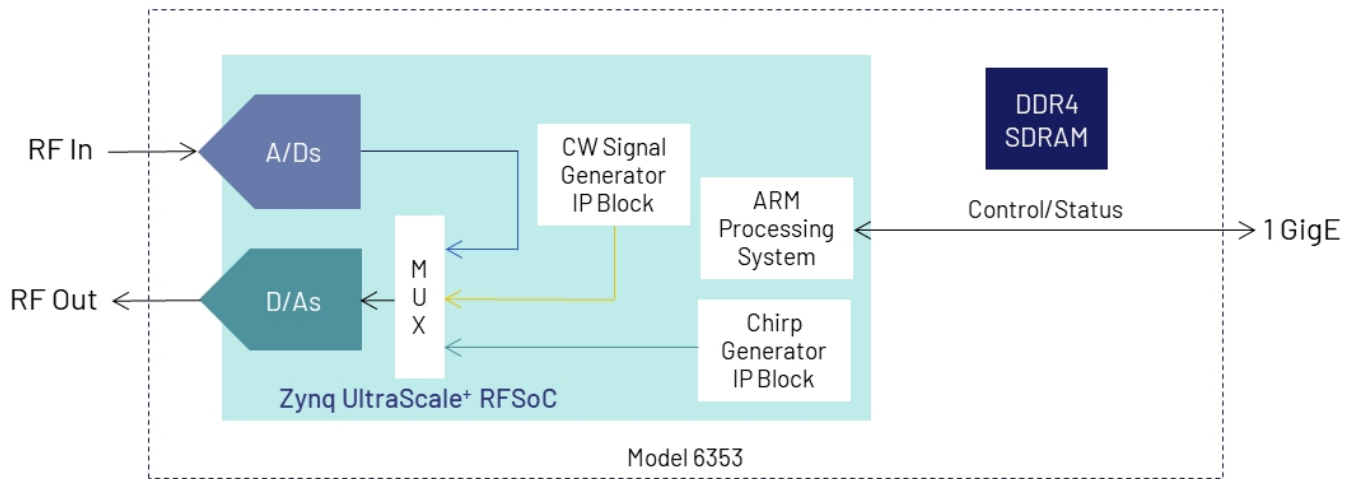 RF In
A/Ds
CW Signal
Generator
IP Block
DDR4
SDRAM
ARM
Processing
System
Control/Status
1 GigE
RF Out
D/As
M
U
X
Chirp
Generator
IP Block
Zynq UltraScale⁺ RFSoC
Model 6353